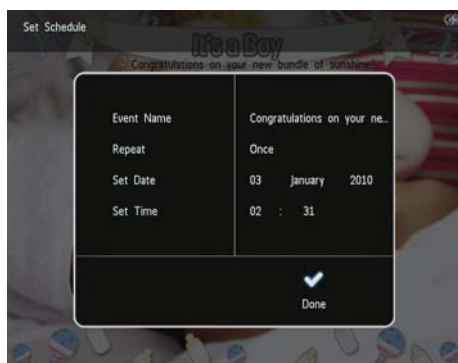 Set Schedule
It's a Boy
Congratulations on your new bundle of sunshine!
Event Name Congratulations on your ne..
Repeat Once
Set Date 03 January 2010
Set Time 02 : 31
Done